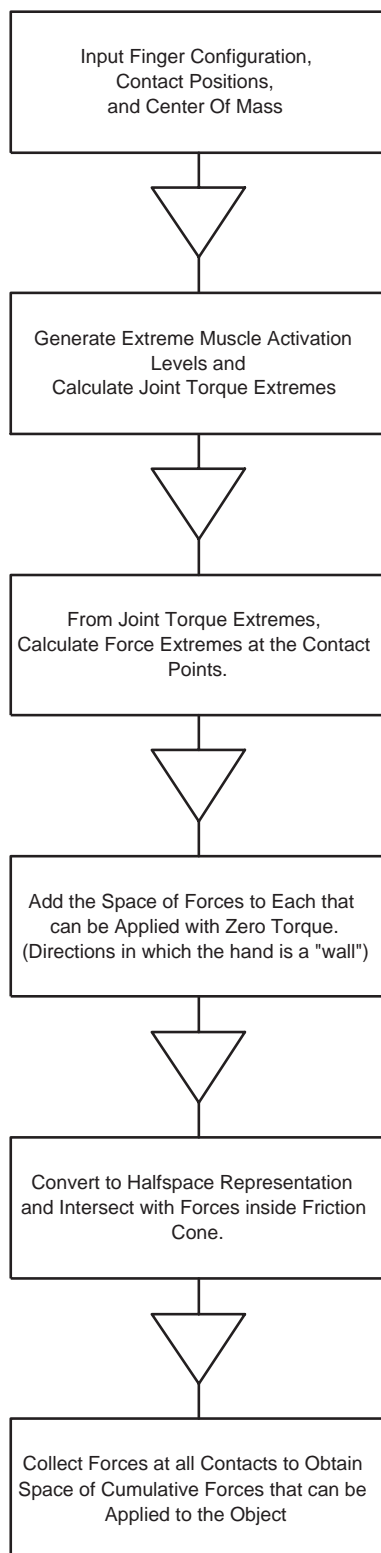 Input Finger Configuration,
Contact Positions,
and Center Of Mass
Generate Extreme Muscle Activation
Levels and
Calculate Joint Torque Extremes
From Joint Torque Extremes,
Calculate Force Extremes at the Contact
Points.
Add the Space of Forces to Each that
can be Applied with Zero Torque.
(Directions in which the hand is a "wall")
Convert to Halfspace Representation
and Intersect with Forces inside Friction
Cone.
Collect Forces at all Contacts to Obtain
Space of Cumulative Forces that can be
Applied to the Object